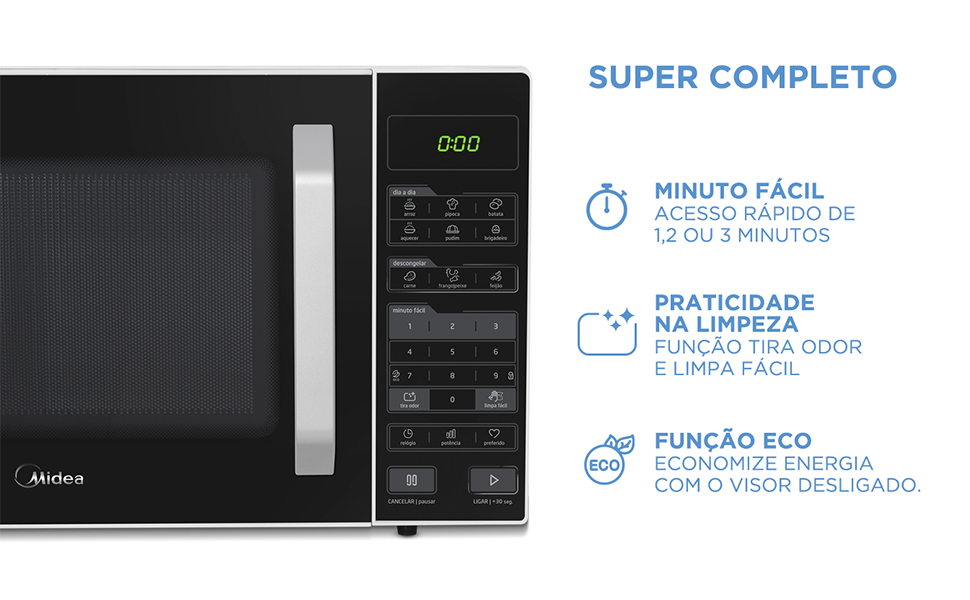 SUPER COMPLETO
0:00
dia a dia
arroz pipoca batata
aquecer pudim brigadeiro
descongelar
carne frango|peixe feijão
minuto fácil
1 2 3
4 5 6
eco 7 8 9
tira odor 0 limpa fácil
relógio potência preferido
CANCELAR | pausar LIGAR | +30 seg.
Midea
MINUTO FÁCIL
ACESSO RÁPIDO DE
1,2 OU 3 MINUTOS
PRATICIDADE
NA LIMPEZA
FUNÇÃO TIRA ODOR
E LIMPA FÁCIL
ECO
FUNÇÃO ECO
ECONOMIZE ENERGIA
COM O VISOR DESLIGADO.